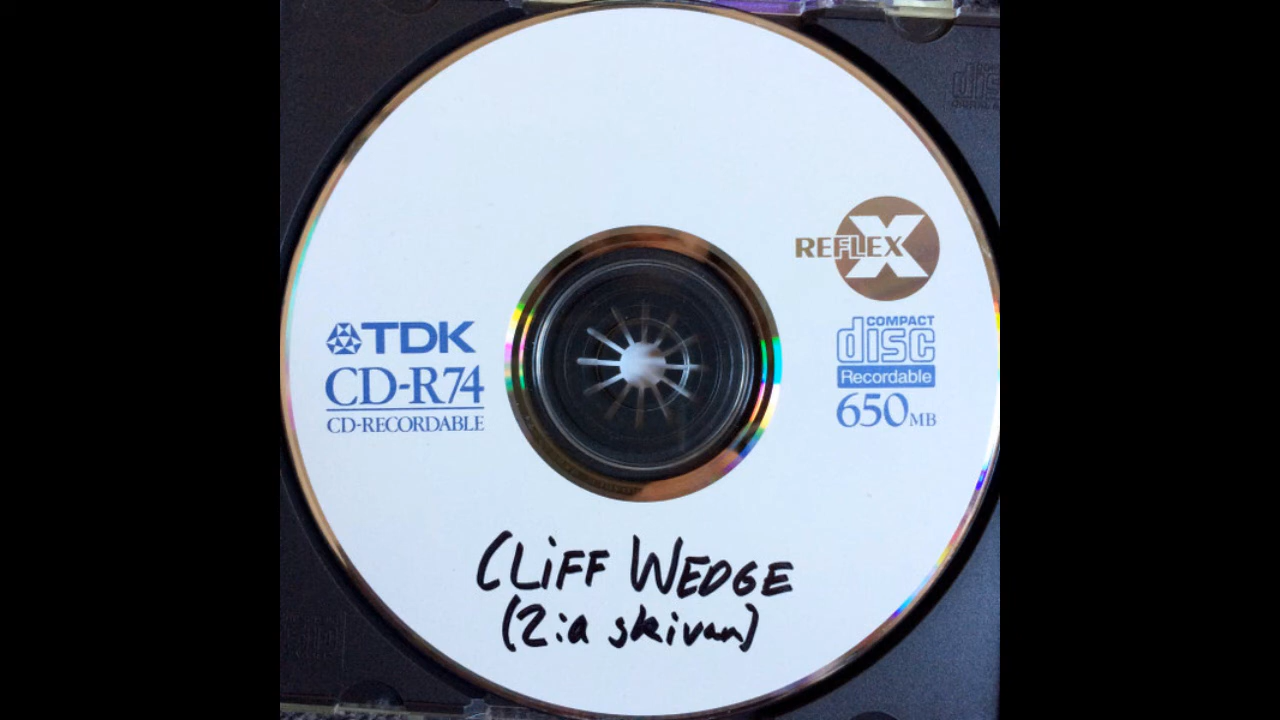 REFLEX
TDK
CD-R74
CD-RECORDABLE
COMPACT
disc
Recordable
650MB
CLiFF WEDGE
(2:a skivan)